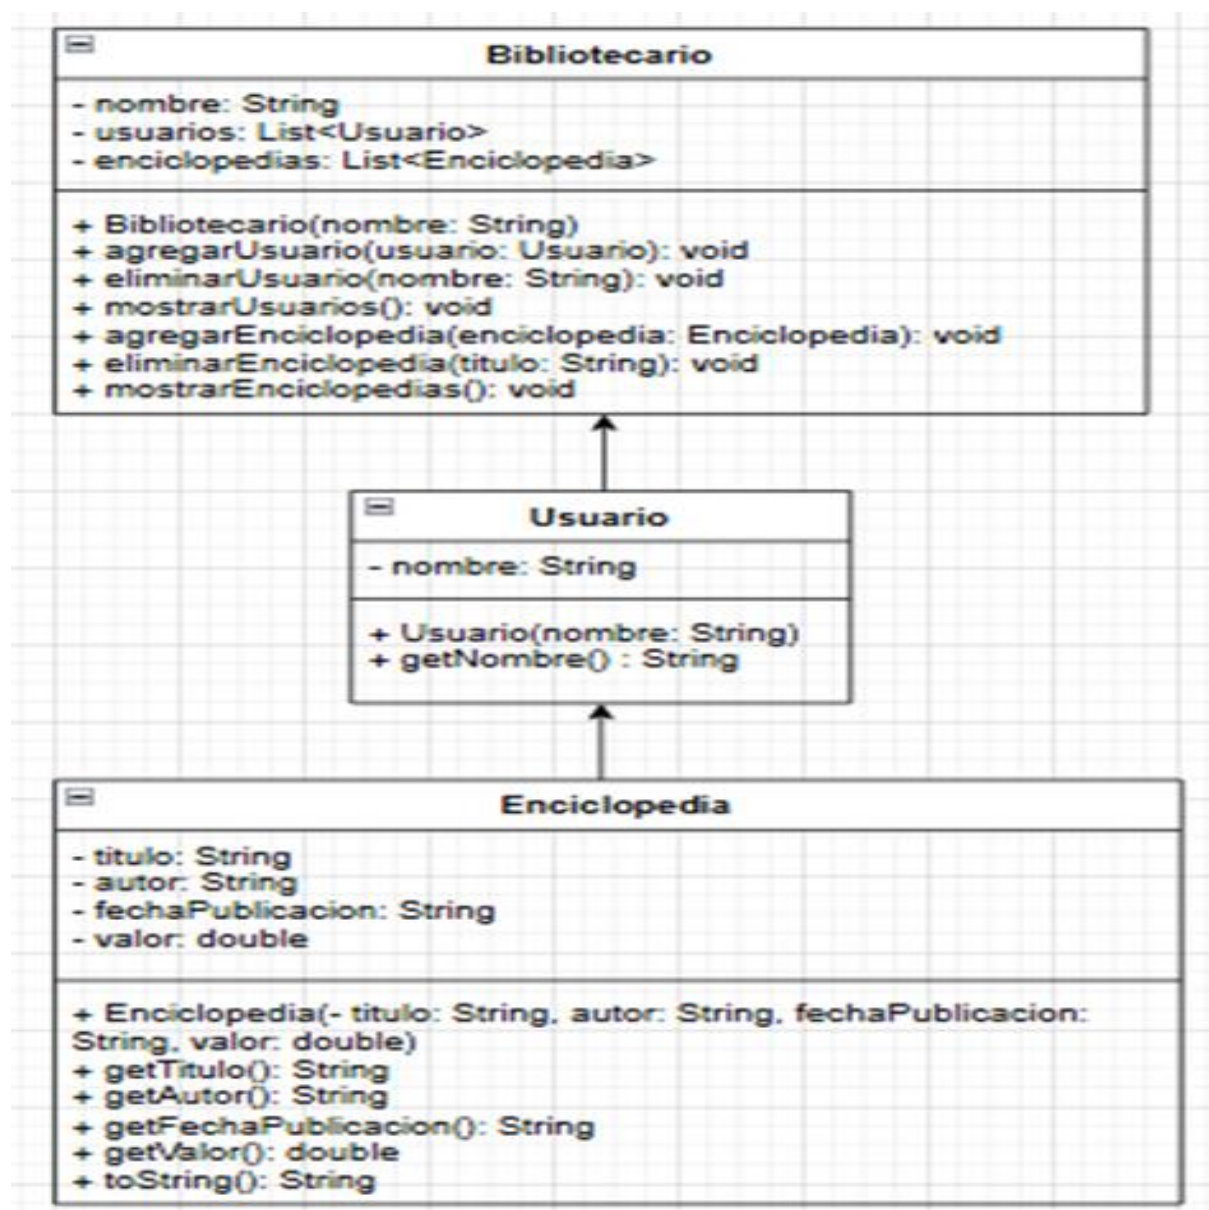 Bibliotecario
- nombre: String
- usuarios: List<Usuario>
- enciclopedias: List<Enciclopedia>
+ Bibliotecario(nombre: String)
+ agregarUsuario(usuario: Usuario): void
+ eliminarUsuario(nombre: String): void
+ mostrarUsuarios(): void
+ agregarEnciclopedia(enciclopedia: Enciclopedia): void
+ eliminarEnciclopedia(titulo: String): void
+ mostrarEnciclopedias(): void
Usuario
- nombre: String
+ Usuario(nombre: String)
+ getNombre() : String
Enciclopedia
- titulo: String
- autor: String
- fechaPublicacion: String
- valor: double
+ Enciclopedia(- titulo: String, autor: String, fechaPublicacion:
String, valor: double)
+ getTitulo(): String
+ getAutor(): String
+ getFechaPublicacion(): String
+ getValor(): double
+ toString(): String